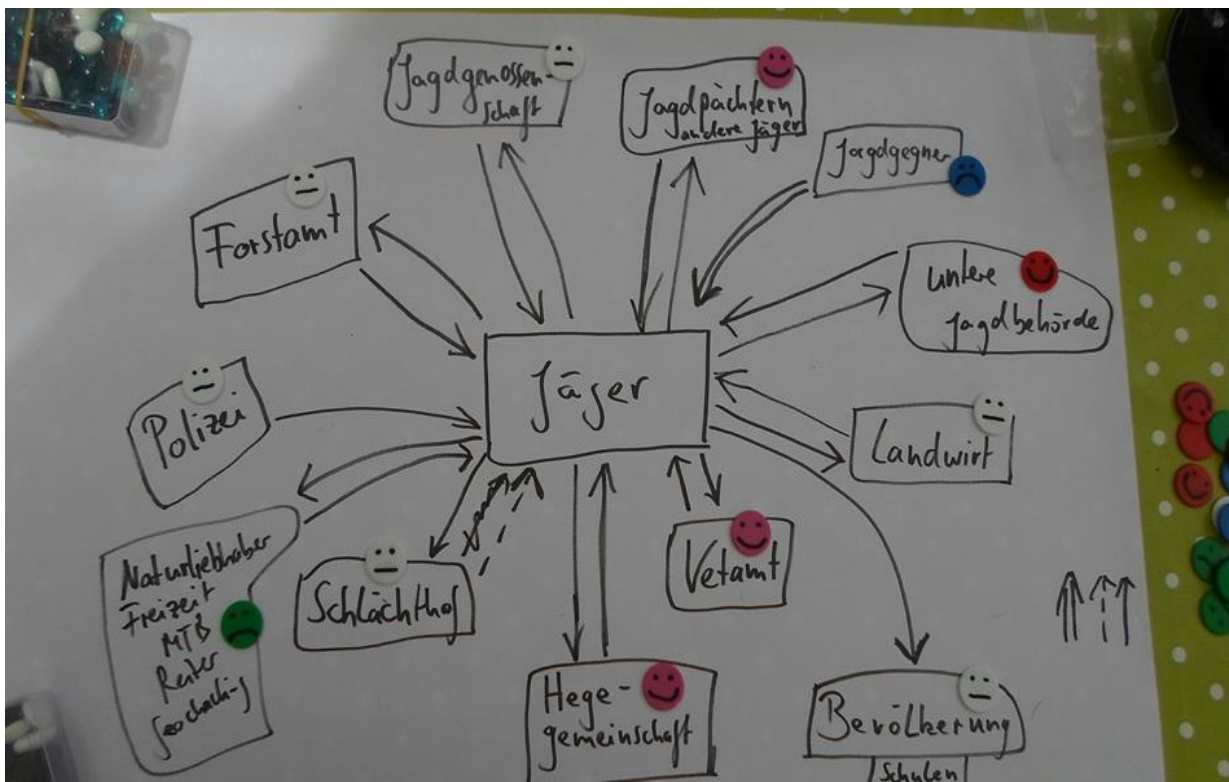 Jagdgenossen-
schaft
Jagdpächtern
andere Jäger
Jagdgegner
Forstamt
untere
Jagdbehörde
Jäger
Polizei
Landwirt
Naturliebhaber
Freizeit
MTB
Reiter
Schlachthof
Vetamt
Hege-
gemeinschaft
Bevölkerung
Schulen